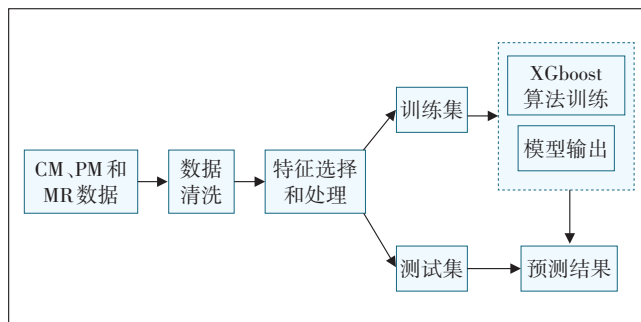 CM、PM和
MR数据
数据
清洗
特征选择
和处理
训练集
测试集
XGboost
算法训练
模型输出
预测结果